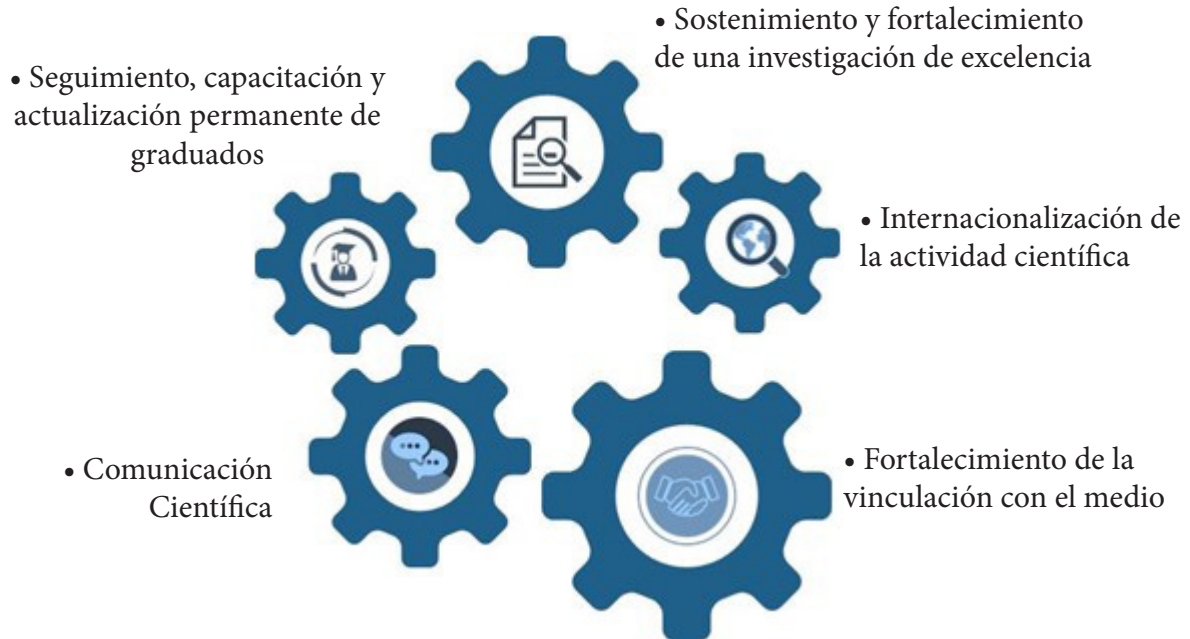 • Sostenimiento y fortalecimiento
de una investigación de excelencia
• Seguimiento, capacitación y
actualización permanente de
graduados
• Internacionalización de
la actividad científica
• Comunicación
Científica
• Fortalecimiento de la
vinculación con el medio